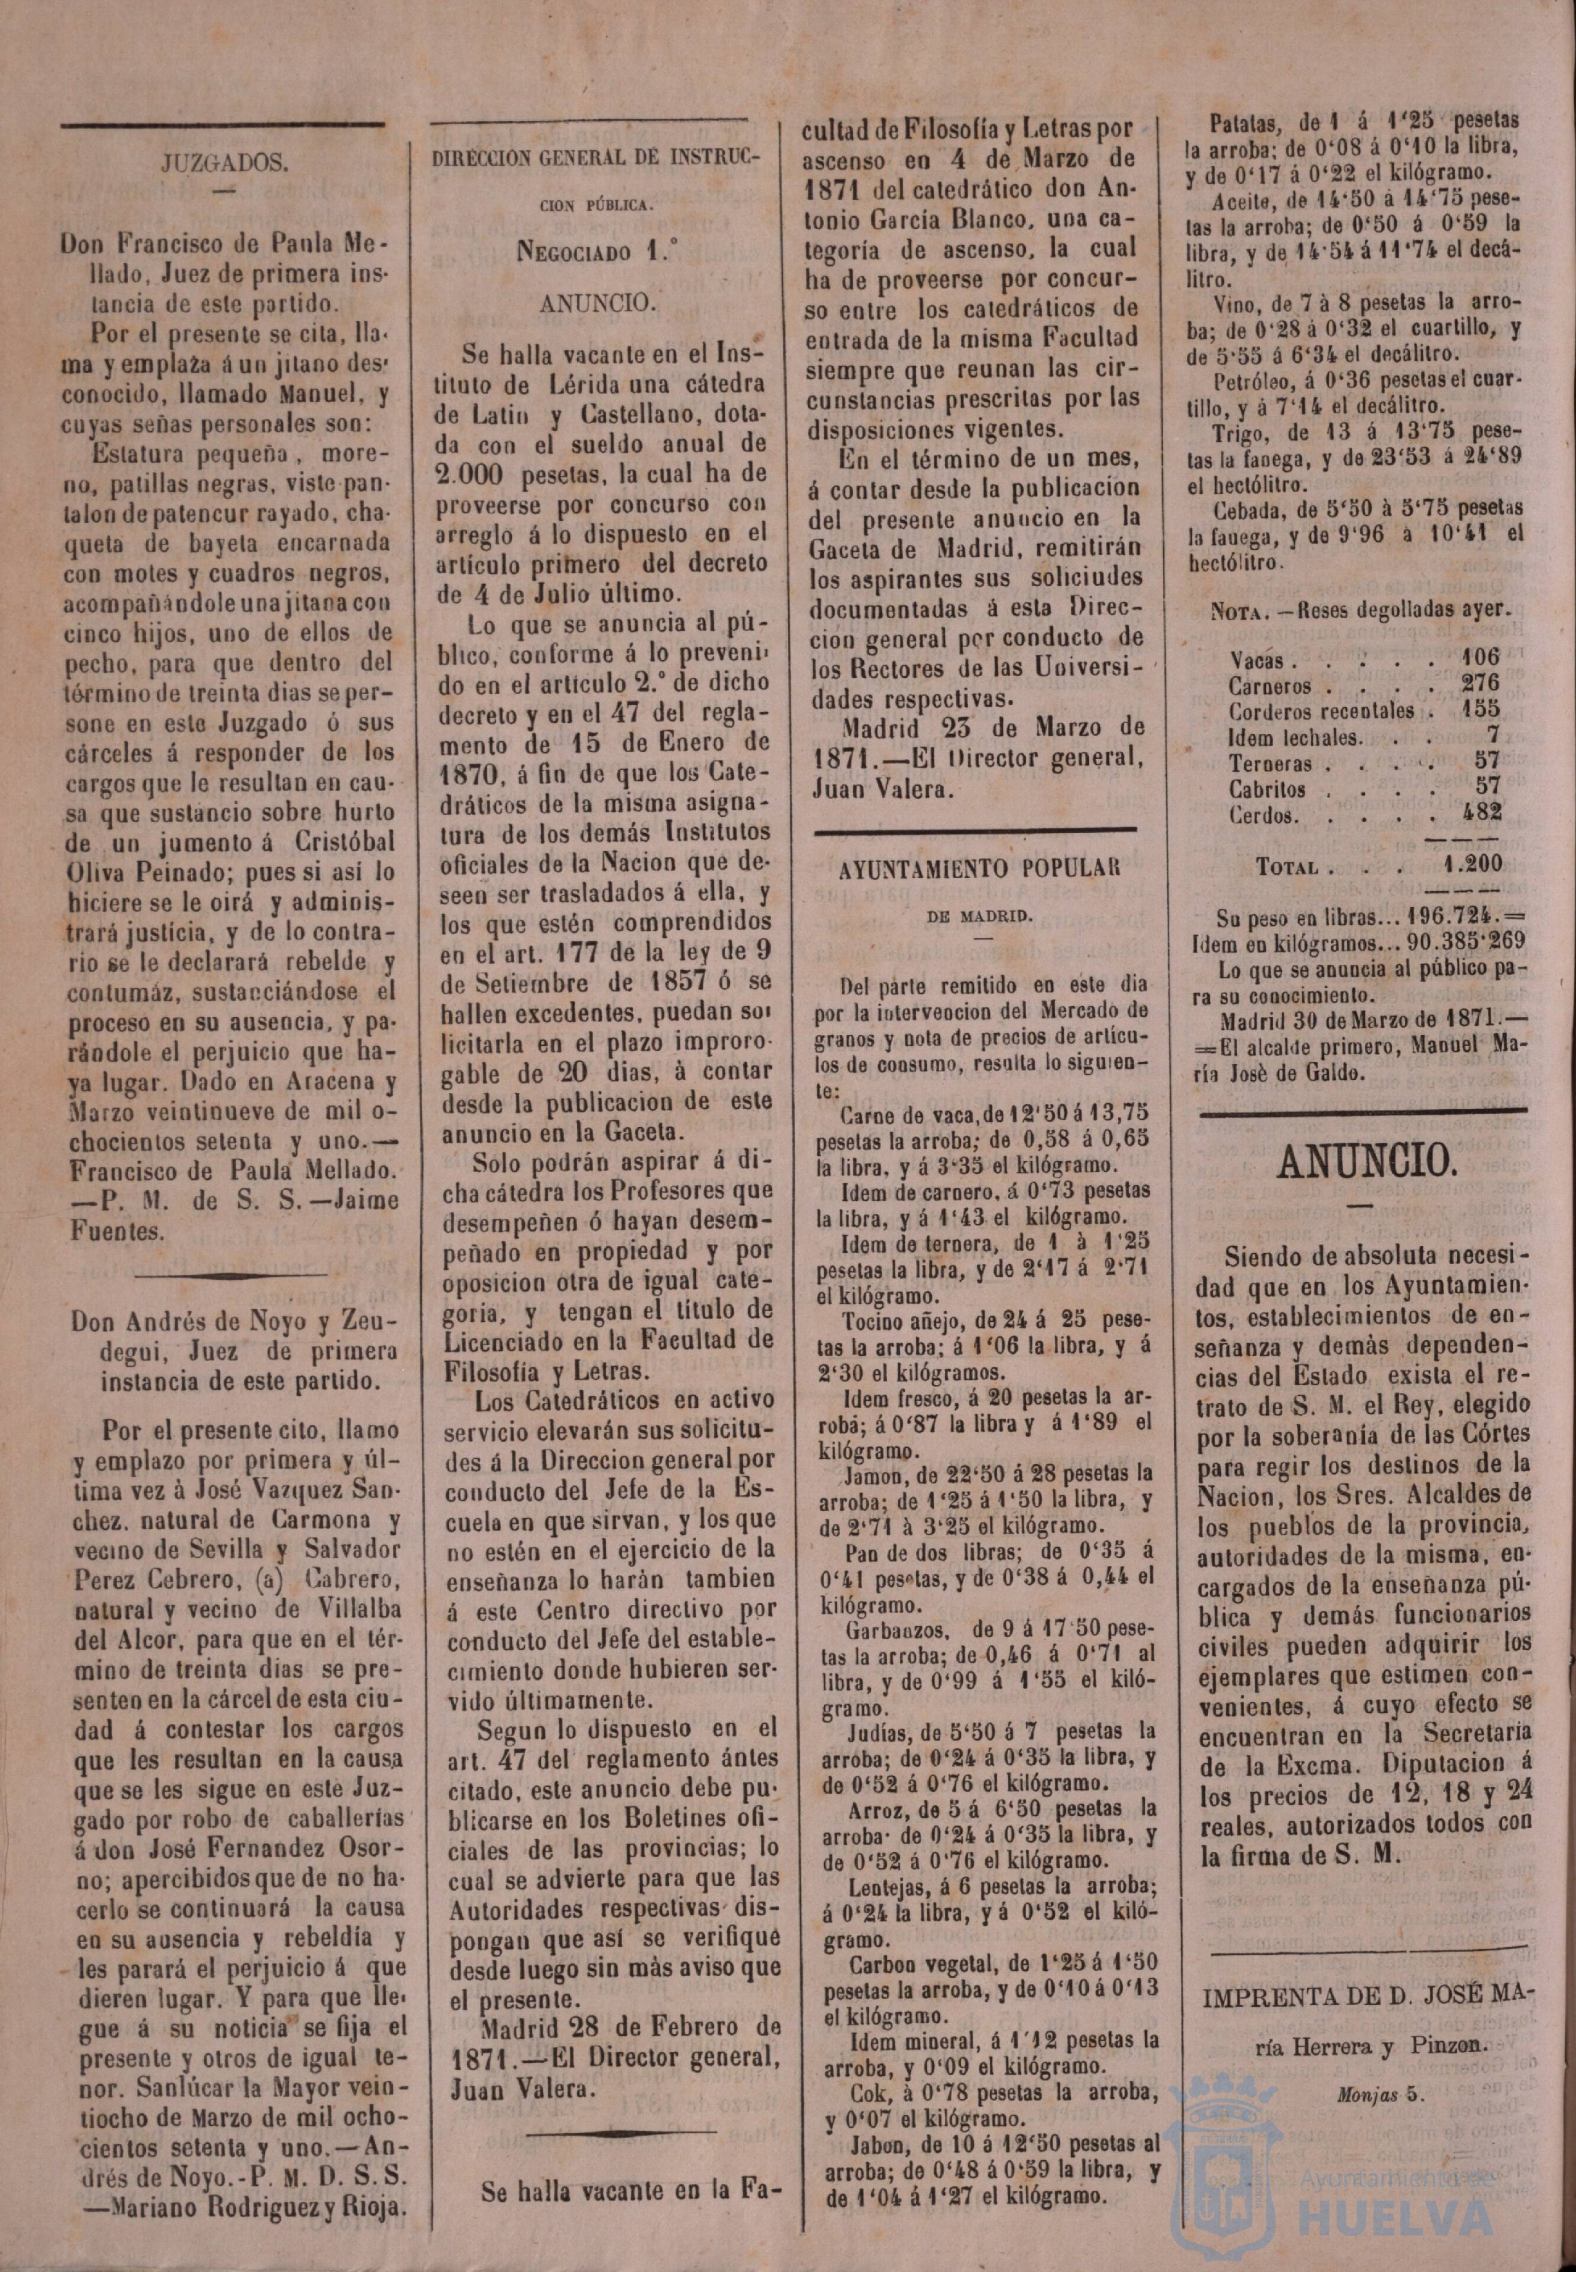 JUZGADOS.
Don Francisco de Paula Me-
llado, Juez de primera ins-
tancia de este partido.
Por el presente se cita, lla-
ma y emplaza á un jitano des-
conocido, llamado Manuel, y
cuyas señas personales son:
Estatura pequeña, more-
no, patillas negras, viste pan-
talon de patencur rayado, cha-
queta de bayeta encarnada
con motes y cuadros negros,
acompañándole una jitana con
cinco hijos, uno de ellos de
pecho, para que dentro del
término de treinta dias se per-
sone en este Juzgado ó sus
cárceles á responder de los
cargos que le resultan en cau-
sa que sustancio sobre hurto
de un jumento á Cristóbal
Oliva Peinado; pues si así lo
hiciere se le oirá y adminis-
trará justicia, y de lo contra-
rio se le declarará rebelde y
contumáz, sustanciándose el
proceso en su ausencia, y pa-
rándole el perjuicio que ha-
ya lugar. Dado en Aracena y
Marzo veintinueve de mil o-
chocientos setenta y uno.—
Francisco de Paula Mellado.
—P. M. de S. S.—Jaime
Fuentes.
Don Andrés de Noyo y Zeu-
degui, Juez de primera
instancia de este partido.
Por el presente cito, llamo
y emplazo por primera y úl-
tima vez à José Vazquez San-
chez. natural de Carmona y
vecino de Sevilla y Salvador
Perez Cebrero, (a) Cabrero,
natural y vecino de Villalba
del Alcor, para que en el tér-
mino de treinta dias se pre-
senten en la cárcel de esta ciu-
dad á contestar los cargos
que les resultan en la causa
que se les sigue en este Juz-
gado por robo de caballerías
á don José Fernandez Osor-
no; apercibidos que de no ha-
cerlo se continuará la causa
en su ausencia y rebeldía y
les parará el perjuicio á que
dieren lugar. Y para que lle-
gue á su noticia se fija el
presente y otros de igual te-
nor. Sanlúcar la Mayor vein-
tiocho de Marzo de mil ocho-
cientos setenta y uno.—An-
drés de Noyo.-P. M. D. S. S.
—Mariano Rodriguez y Rioja.
DIRECCION GENERAL DE INSTRUC-
CION PÚBLICA.
NEGOCIADO 1.°
ANUNCIO.
Se halla vacante en el Ins-
tituto de Lérida una cátedra
de Latin y Castellano, dota-
da con el sueldo anual de
2.000 pesetas, la cual ha de
proveerse por concurso con
arreglo á lo dispuesto en el
artículo primero del decreto
de 4 de Julio último.
Lo que se anuncia al pú-
blico, conforme á lo preveni-
do en el artículo 2.° de dicho
decreto y en el 47 del regla-
mento de 15 de Enero de
1870, á fin de que los Cate-
dráticos de la misma asigna-
tura de los demás Institutos
oficiales de la Nacion que de-
seen ser trasladados á ella, y
los que estén comprendidos
en el art. 177 de la ley de 9
de Setiembre de 1857 ó se
hallen excedentes, puedan so-
licitarla en el plazo improro-
gable de 20 dias, à contar
desde la publicacion de este
anuncio en la Gaceta.
Solo podrán aspirar á di-
cha cátedra los Profesores que
desempeñen ó hayan desem-
peñado en propiedad y por
oposicion otra de igual cate-
goría, y tengan el título de
Licenciado en la Facultad de
Filosofía y Letras.
Los Catedráticos en activo
servicio elevarán sus solicitu-
des á la Direccion general por
conducto del Jefe de la Es-
cuela en que sirvan, y los que
no estén en el ejercicio de la
enseñanza lo harán tambien
á este Centro directivo por
conducto del Jefe del estable-
cimiento donde hubieren ser-
vido últimamente.
Segun lo dispuesto en el
art. 47 del reglamento ántes
citado, este anuncio debe pu-
blicarse en los Boletines ofi-
ciales de las provincias; lo
cual se advierte para que las
Autoridades respectivas dis-
pongan que así se verifique
desde luego sin màs aviso que
el presente.
Madrid 28 de Febrero de
1871.—El Director general,
Juan Valera.
Se halla vacante en la Fa-
cultad de Filosofía y Letras por
ascenso en 4 de Marzo de
1871 del catedrático don An-
tonio García Blanco, una ca-
tegoría de ascenso, la cual
ha de proveerse por concur-
so entre los catedráticos de
entrada de la misma Facultad
siempre que reunan las cir-
cunstancias prescritas por las
disposiciones vigentes.
En el término de un mes,
á contar desde la publicacion
del presente anuncio en la
Gaceta de Madrid, remitirán
los aspirantes sus soliciudes
documentadas á esta Direc-
cion general por conducto de
los Rectores de las Universi-
dades respectivas.
Madrid 23 de Marzo de
1871.—El Director general,
Juan Valera.
AYUNTAMIENTO POPULAR
DE MADRID.
Del parte remitido en este dia
por la intervencion del Mercado de
granos y nota de precios de artícu-
los de consumo, resulta lo siguien-
te:
Carne de vaca, de 12'50 á 13,75
pesetas la arroba; de 0,58 á 0,65
la libra, y á 3'35 el kilógramo.
Idem de carnero, á 0'73 pesetas
la libra, y á 1'43 el kilógramo.
Idem de ternera, de 1 à 1'25
pesetas la libra, y de 2'17 á 2'71
el kilógramo.
Tocino añejo, de 24 á 25 pese-
tas la arroba; á 1'06 la libra, y á
2'30 el kilógramos.
Idem fresco, á 20 pesetas la ar-
roba; á 0'87 la libra y á 1'89 el
kilógramo.
Jamon, de 22'50 á 28 pesetas la
arroba; de 1'25 á 1'50 la libra, y
de 2'71 à 3'25 el kilógramo.
Pan de dos libras; de 0'35 á
0'41 pesetas, y de 0'38 á 0,44 el
kilógramo.
Garbanzos, de 9 á 17'50 pese-
tas la arroba; de 0,46 á 0'71 al
libra, y de 0'99 á 1'55 el kiló-
gramo.
Judías, de 5'50 á 7 pesetas la
arroba; de 0'24 á 0'35 la libra, y
de 0'52 á 0'76 el kilógramo.
Arroz, de 5 á 6'50 pesetas la
arroba· de 0'24 á 0'35 la libra, y
de 0'52 á 0'76 el kilógramo.
Lentejas, á 6 pesetas la arroba;
á 0'24 la libra, y á 0'52 el kiló-
gramo.
Carbon vegetal, de 1'25 á 1'50
pesetas la arroba, y de 0'10 á 0'13
el kilógramo.
Idem mineral, á 1'12 pesetas la
arroba, y 0'09 el kilógramo.
Cok, à 0'78 pesetas la arroba,
y 0'07 el kilógramo.
Jabon, de 10 á 12'50 pesetas al
arroba; de 0'48 á 0'59 la libra, y
de 1'04 á 1'27 el kilógramo.
Patatas, de 1 á 1'25 pesetas
la arroba; de 0'08 á 0'10 la libra,
y de 0'17 á 0'22 el kilógramo.
Aceite, de 14'50 à 14'75 pese-
tas la arroba; de 0'50 á 0'59 la
libra, y de 14'54 á 11'74 el decá-
litro.
Vino, de 7 à 8 pesetas la arro-
ba; de 0'28 á 0'32 el cuartillo, y
de 5'55 á 6'34 el decálitro.
Petróleo, á 0'36 pesetas el cuar-
tillo, y á 7'14 el decálitro.
Trigo, de 13 á 13'75 pese-
tas la fanega, y de 23'53 á 24'89
el hectólitro.
Cebada, de 5'50 à 5'75 pesetas
la fanega, y de 9'96 à 10'41 el
hectólitro.
NOTA.—Reses degolladas ayer.
Vacas . . . . . 106
Carneros . . . . 276
Corderos recentales . 155
Idem lechales. . . 7
Terneras . . . . 57
Cabritos . . . . 57
Cerdos. . . . . 482
TOTAL . . . 1.200
Su peso en libras... 196.724.=
Idem en kilógramos... 90.385'269
Lo que se anuncia al público pa-
ra su conocimiento.
Madrid 30 de Marzo de 1871.—
=El alcalde primero, Manuel Ma-
ría Josè de Galdo.
ANUNCIO.
Siendo de absoluta necesi-
dad que en los Ayuntamien-
tos, establecimientos de en-
señanza y demàs dependen-
cias del Estado exista el re-
trato de S. M. el Rey, elegido
por la soberanía de las Córtes
para regir los destinos de la
Nacion, los Sres. Alcaldes de
los pueblos de la provincia,
autoridades de la misma, en-
cargados de la enseñanza pú-
blica y demás funcionarios
civiles pueden adquirir los
ejemplares que estimen con-
venientes, á cuyo efecto se
encuentran en la Secretaría
de la Excma. Diputacion á
los precios de 12, 18 y 24
reales, autorizados todos con
la firma de S. M.
IMPRENTA DE D. JOSÉ MA-
ría Herrera y Pinzon.
Monjas 5.
Ayuntamiento de
HUELVA